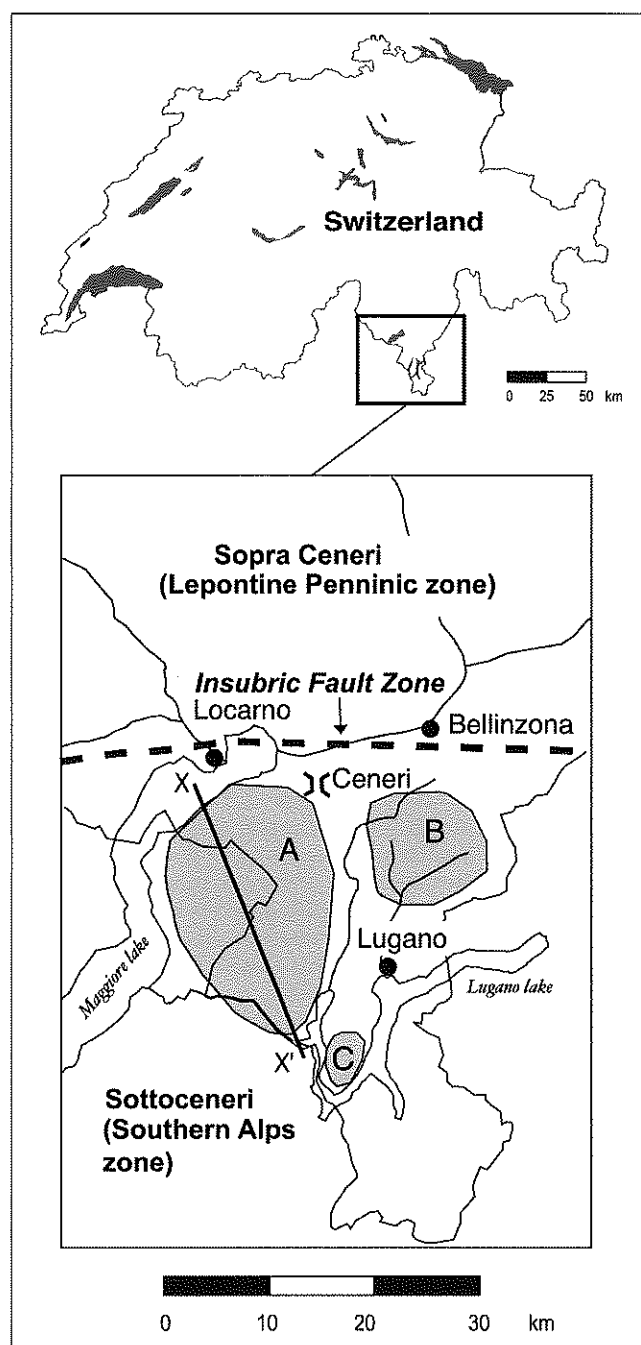 Switzerland
0 25 50 km
Sopra Ceneri
(Lepontine Penninic zone)
Insubric Fault Zone
Locarno
Bellinzona
X
Ceneri
A
B
Lugano
Maggiore lake
Lugano lake
C
X'
Sottoceneri
(Southern Alps
zone)
0 10 20 30 km